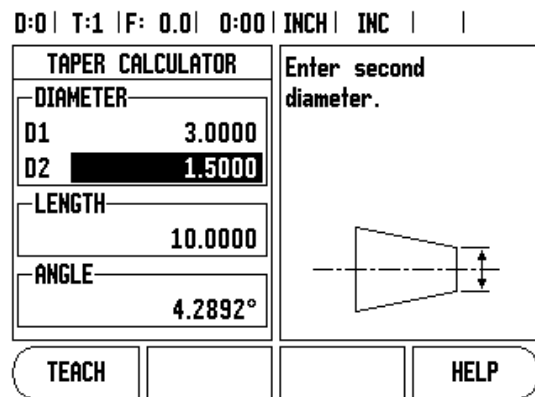 D:0 | T:1 | F: 0.0 | 0:00 | INCH | INC | |
TAPER CALCULATOR
DIAMETER
D1 3.0000
D2 1.5000
LENGTH
10.0000
ANGLE
4.2892°
Enter second
diameter.
TEACH
HELP